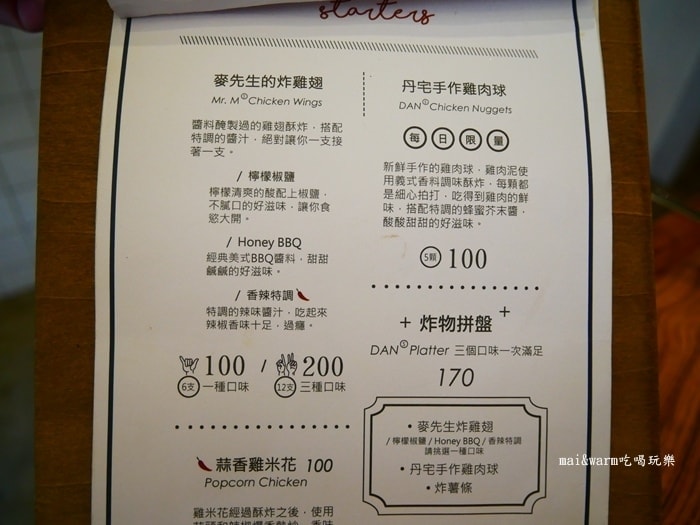 starters
麥先生的炸雞翅
Mr. M Chicken Wings
醬料醃製過的雞翅酥炸，搭配
特調的醬汁，絕對讓你一支接
著一支。
/ 檸檬椒鹽
檸檬清爽的酸配上椒鹽，
不膩口的好滋味，讓你食
慾大開。
/ Honey BBQ
經典美式BBQ醬料，甜甜
鹹鹹的好滋味。
/ 香辣特調
特調的辣味醬汁，吃起來
辣椒香味十足，過癮。
100 / 200
6支 一種口味 12支 三種口味
蒜香雞米花 100
Popcorn Chicken
雞米花經過酥炸之後，使用
丹宅手作雞肉球
DAN Chicken Nuggets
每日限量
新鮮手作的雞肉球，雞肉泥使
用義式香料調味酥炸，每顆都
是細心拍打，吃得到雞肉的鮮
味，搭配特調的蜂蜜芥末醬，
酸酸甜甜的好滋味。
5顆 100
+ 炸物拼盤 +
DAN Platter 三個口味一次滿足
170
• 麥先生炸雞翅
/ 檸檬椒鹽 / Honey BBQ / 香辣特調
請挑選一種口味
• 丹宅手作雞肉球
• 炸薯條
mai&warm吃喝玩樂